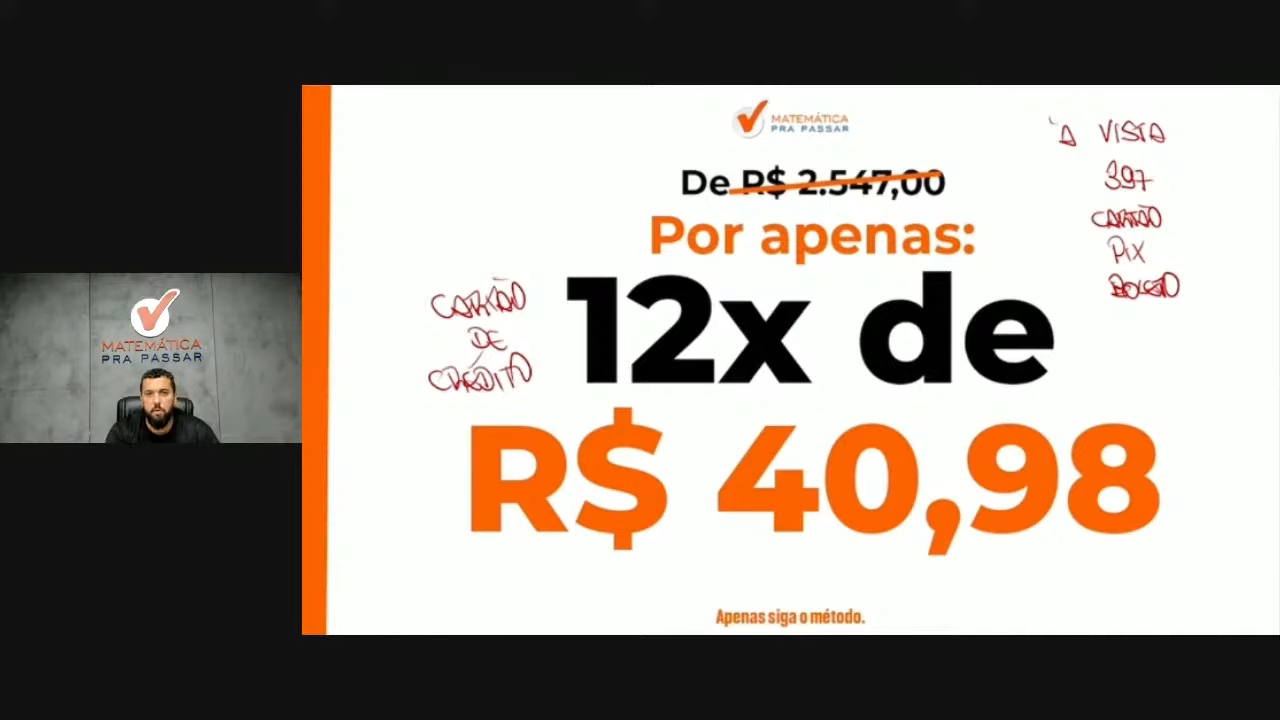 MATEMÁTICA
PRA PASSAR
MATEMÁTICA
PRA PASSAR
De R$ 2.547,00
Por apenas:
12x de
R$ 40,98
Apenas siga o método.
CARTÃO
DE
CRÉDITO
À VISTA
397
CARTÃO
PIX